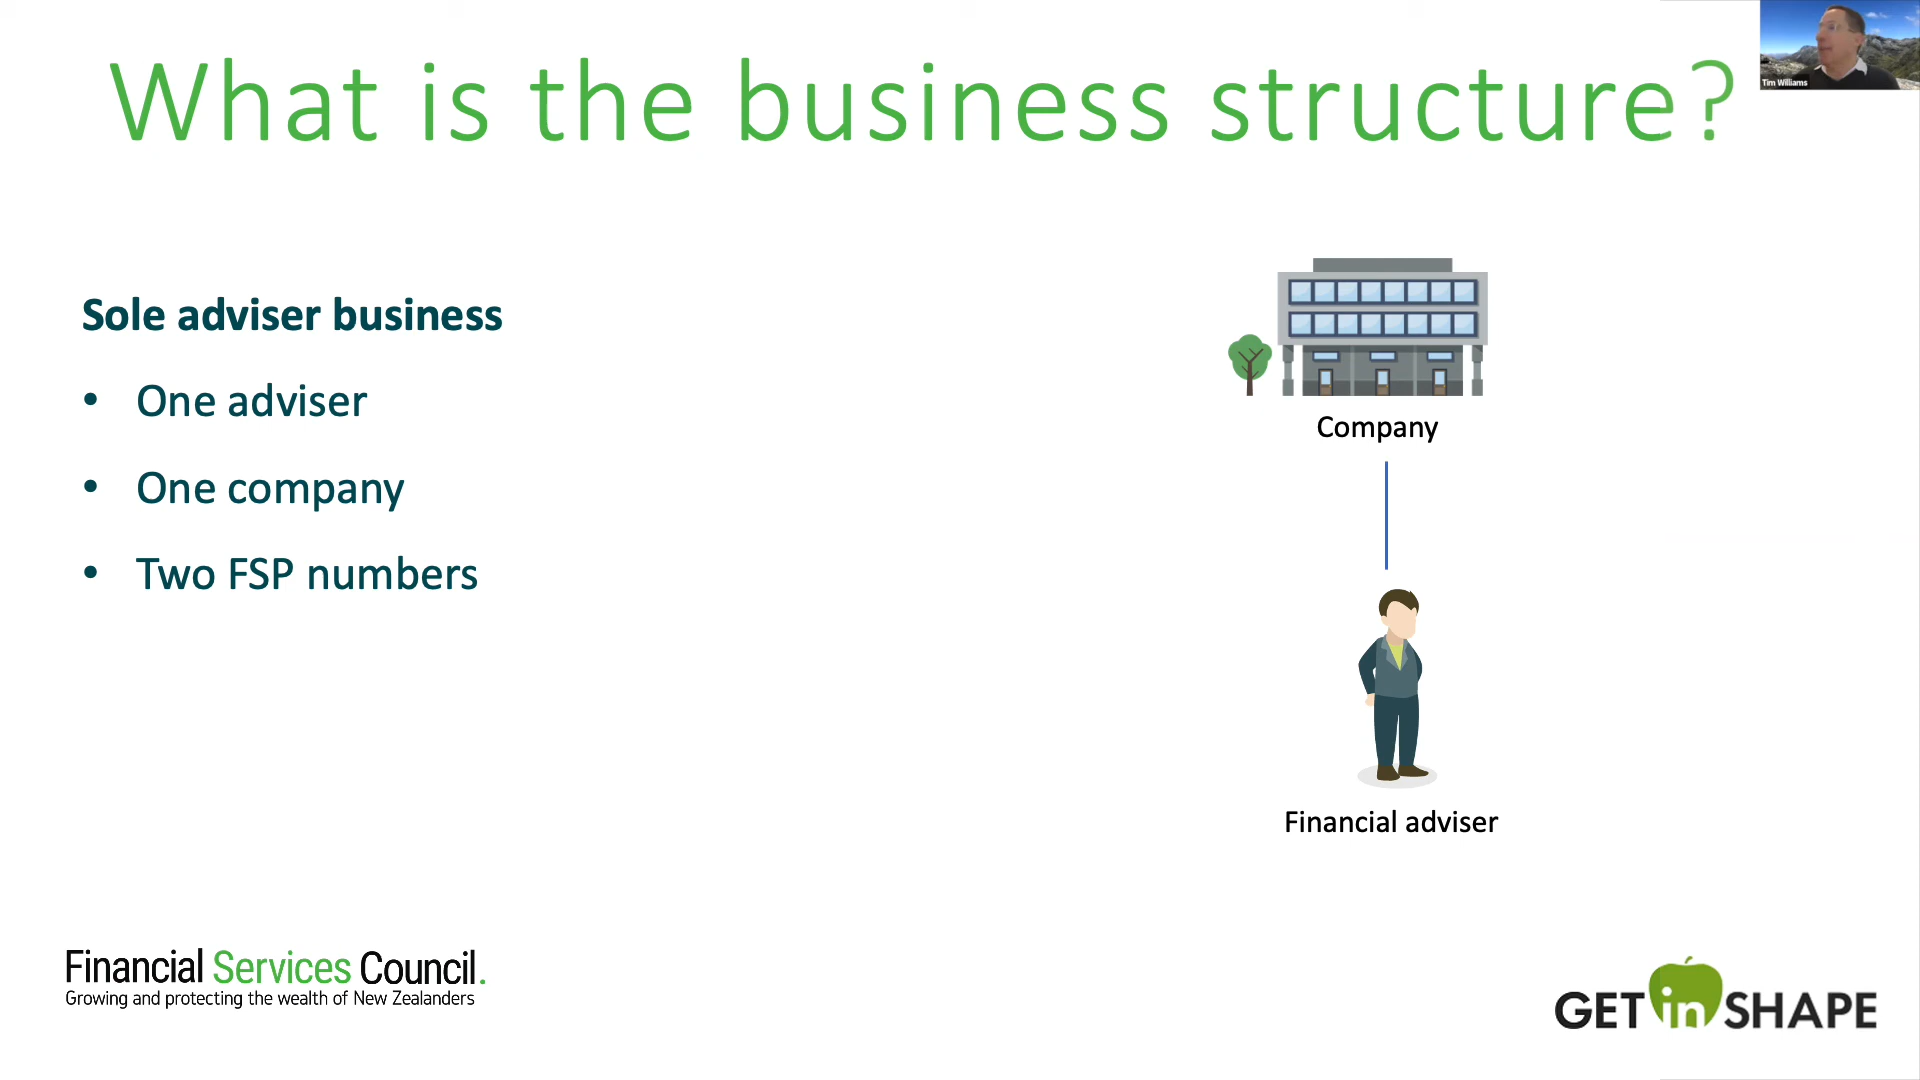 What is the business structure?
Tim Williams
Sole adviser business
• One adviser
• One company
• Two FSP numbers
Company
Financial adviser
Financial Services Council.
Growing and protecting the wealth of New Zealanders
GET in SHAPE